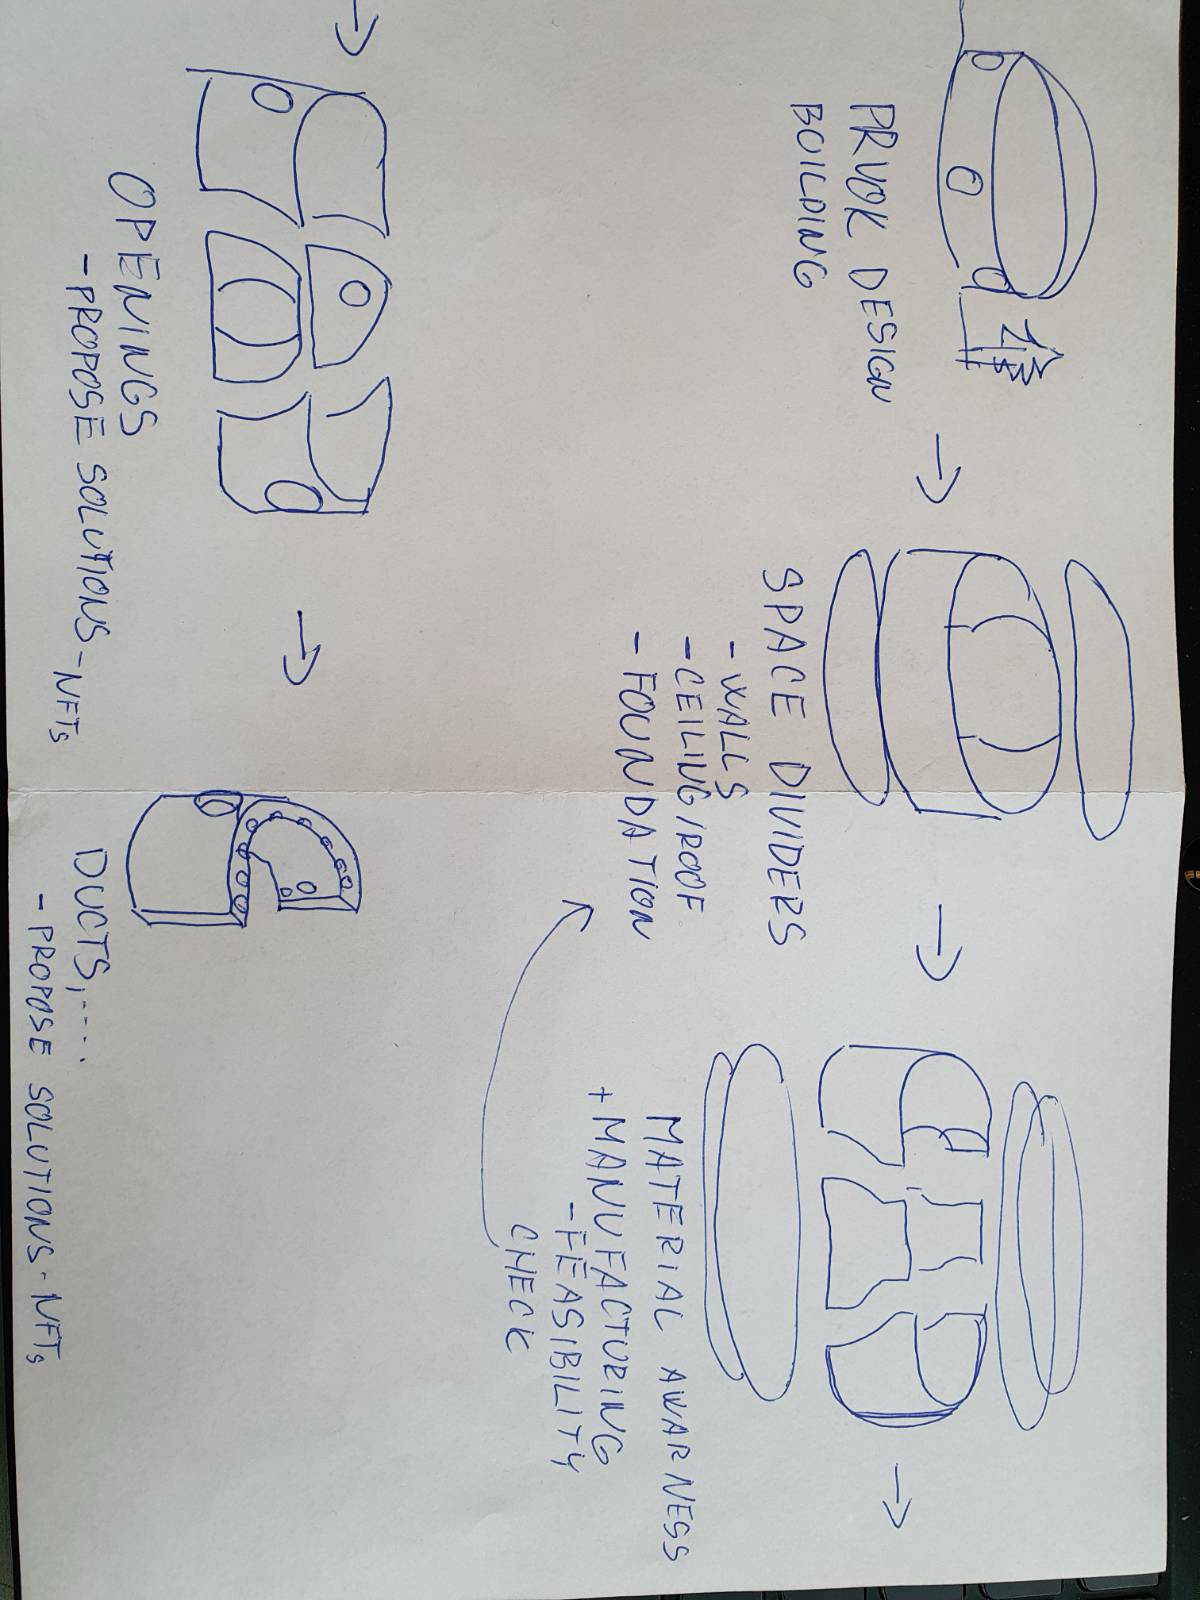 PRVOK DESIGN
BUILDING
SPACE DIVIDERS
- WALLS
- CEILING/ROOF
- FOUNDATION
MATERIAL AWARNESS
+ MANUFACTURING
- FEASIBILITY
CHECK
OPENINGS
- PROPOSE SOLUTIONS - NFTs
DUCTS,....
- PROPOSE SOLUTIONS - NFTs